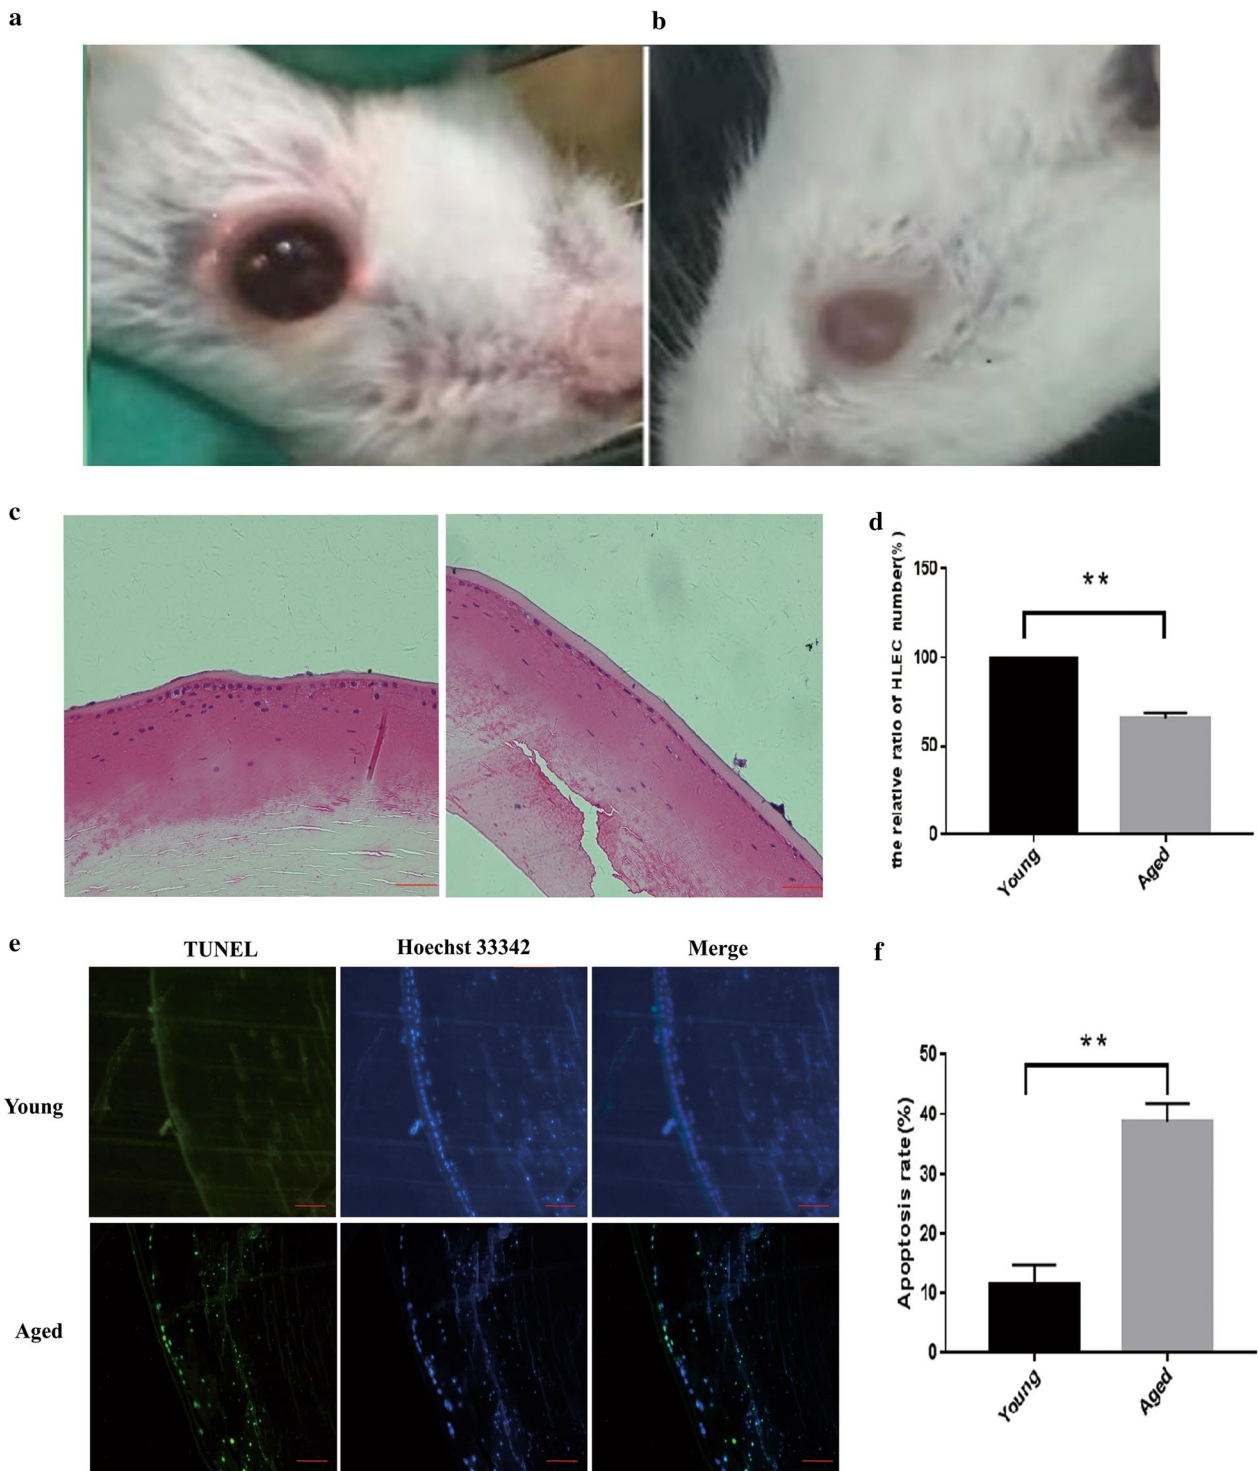 a
b
c
d
the relative ratio of HLEC number(%)
150
**
100
50
0
Young
Aged
e
TUNEL
Hoechst 33342
Merge
f
Young
Aged
Apoptosis rate(%)
50
**
40
30
20
10
0
Young
Aged